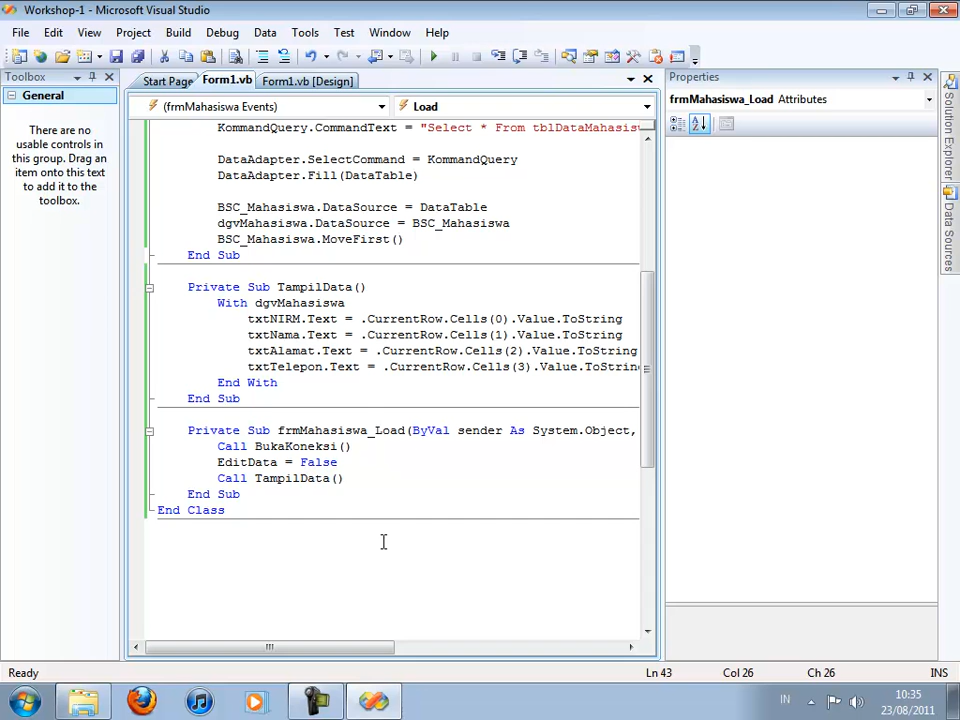 Workshop-1 - Microsoft Visual Studio
File Edit View Project Build Debug Data Tools Test Window Help
Toolbox
General
There are no
usable controls in
this group. Drag an
item onto this text
to add it to the
toolbox.
Start Page Form1.vb Form1.vb [Design]
(frmMahasiswa Events) Load
KommandQuery.CommandText = "Select * From tblDataMahasisw
DataAdapter.SelectCommand = KommandQuery
DataAdapter.Fill(DataTable)
BSC_Mahasiswa.DataSource = DataTable
dgvMahasiswa.DataSource = BSC_Mahasiswa
BSC_Mahasiswa.MoveFirst()
End Sub
Private Sub TampilData()
With dgvMahasiswa
txtNIRM.Text = .CurrentRow.Cells(0).Value.ToString
txtNama.Text = .CurrentRow.Cells(1).Value.ToString
txtAlamat.Text = .CurrentRow.Cells(2).Value.ToString
txtTelepon.Text = .CurrentRow.Cells(3).Value.ToString
End With
End Sub
Private Sub frmMahasiswa_Load(ByVal sender As System.Object,
Call BukaKoneksi()
EditData = False
Call TampilData()
End Sub
End Class
Properties
frmMahasiswa_Load Attributes
Solution Explorer
Data Sources
Ready Ln 43 Col 26 Ch 26 INS
IN
10:35
23/08/2011